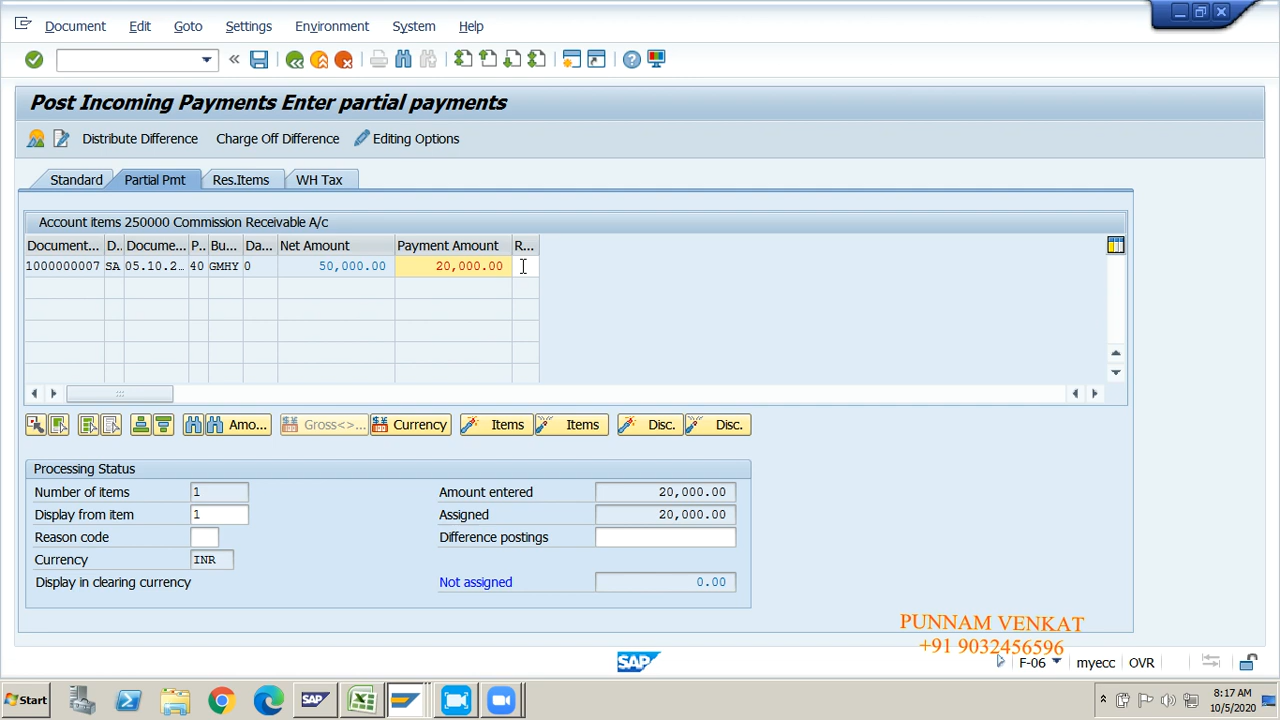 Document Edit Goto Settings Environment System Help
«
Post Incoming Payments Enter partial payments
Distribute Difference Charge Off Difference Editing Options
Standard Partial Pmt Res.Items WH Tax
Account items 250000 Commission Receivable A/c
Document... D.. Docume... P.. Bu... Da... Net Amount Payment Amount R...
1000000007 SA 05.10.2... 40 GMHY 0 50,000.00 20,000.00
Amo... Gross<>... Currency Items Items Disc. Disc.
Processing Status
Number of items 1 Amount entered 20,000.00
Display from item 1 Assigned 20,000.00
Reason code Difference postings
Currency INR
Display in clearing currency Not assigned 0.00
PUNNAM VENKAT
+91 9032456596
SAP F-06 myecc OVR
Start SAP 8:17 AM
10/5/2020